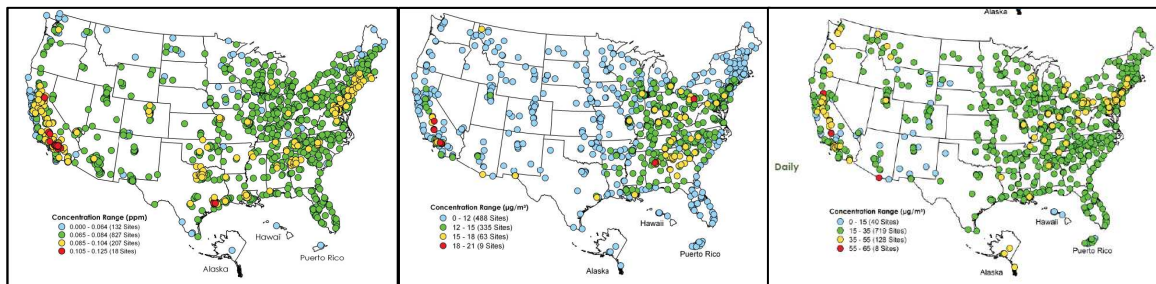 Concentration Range (ppm)
0.000 - 0.064 (132 Sites)
0.065 - 0.084 (827 Sites)
0.085 - 0.104 (207 Sites)
0.105 - 0.125 (18 Sites)
Alaska
Hawaii
Puerto Rico
Concentration Range (µg/m³)
0 - 12 (488 Sites)
12 - 15 (335 Sites)
15 - 18 (63 Sites)
18 - 21 (9 Sites)
Alaska
Hawaii
Puerto Rico
Alaska
Daily
Concentration Range (µg/m³)
0 - 15 (40 Sites)
15 - 35 (719 Sites)
35 - 55 (128 Sites)
55 - 65 (8 Sites)
Alaska
Hawaii
Puerto Rico